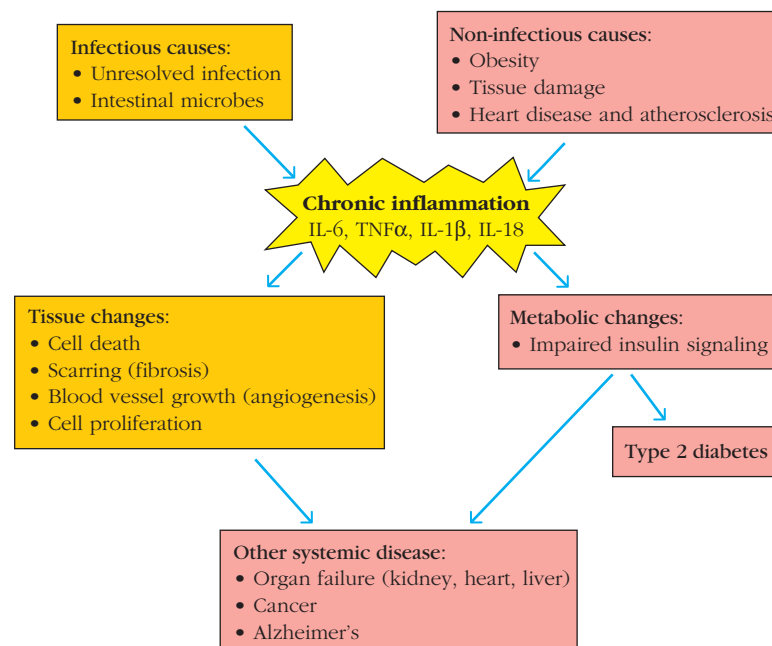 Infectious causes:
• Unresolved infection
• Intestinal microbes
Non-infectious causes:
• Obesity
• Tissue damage
• Heart disease and atherosclerosis
Chronic inflammation
IL-6, TNFα, IL-1β, IL-18
Tissue changes:
• Cell death
• Scarring (fibrosis)
• Blood vessel growth (angiogenesis)
• Cell proliferation
Metabolic changes:
• Impaired insulin signaling
Type 2 diabetes
Other systemic disease:
• Organ failure (kidney, heart, liver)
• Cancer
• Alzheimer's